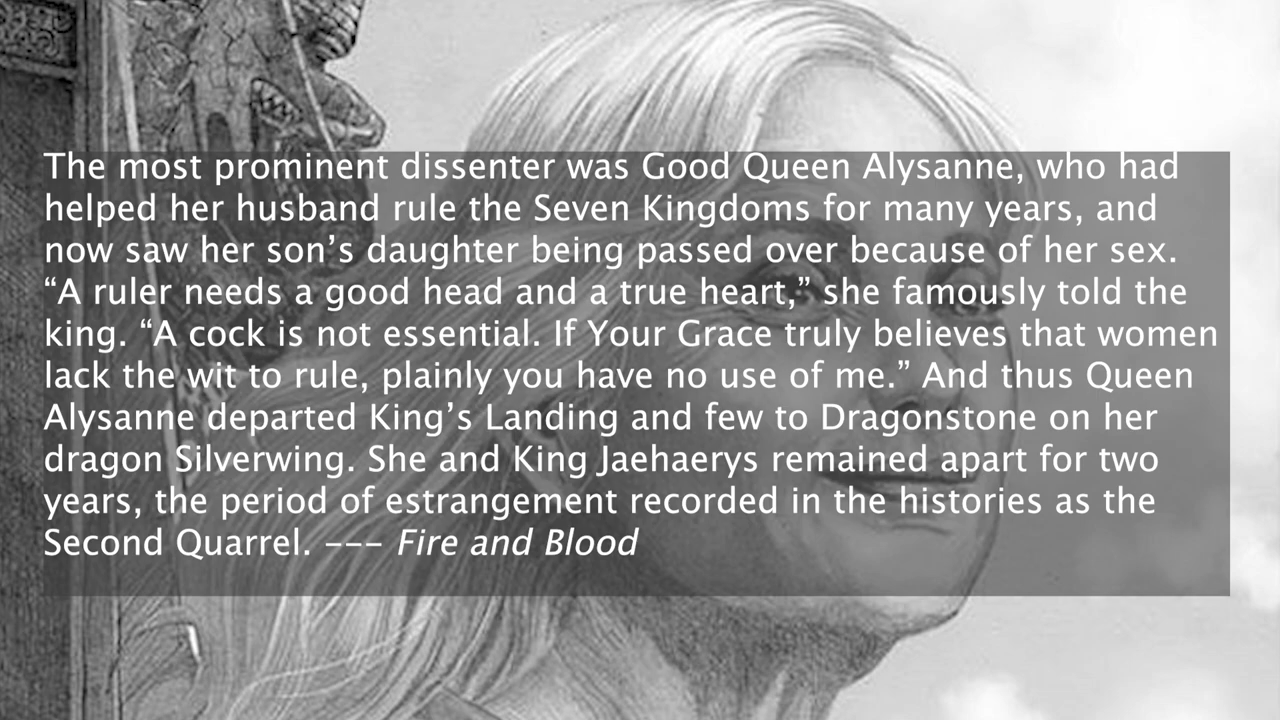 The most prominent dissenter was Good Queen Alysanne, who had
helped her husband rule the Seven Kingdoms for many years, and
now saw her son’s daughter being passed over because of her sex.
“A ruler needs a good head and a true heart,” she famously told the
king. “A cock is not essential. If Your Grace truly believes that women
lack the wit to rule, plainly you have no use of me.” And thus Queen
Alysanne departed King’s Landing and few to Dragonstone on her
dragon Silverwing. She and King Jaehaerys remained apart for two
years, the period of estrangement recorded in the histories as the
Second Quarrel. --- Fire and Blood